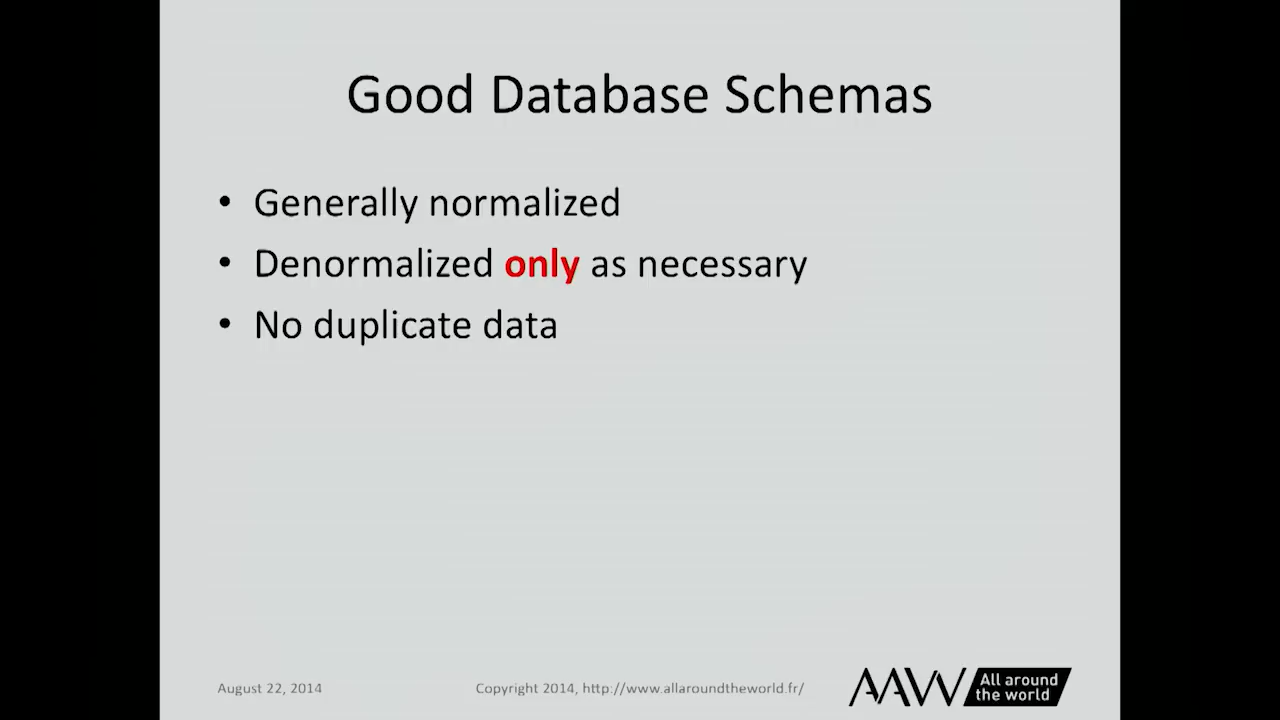 Good Database Schemas
• Generally normalized
• Denormalized only as necessary
• No duplicate data
August 22, 2014
Copyright 2014, http://www.allaroundtheworld.fr/
AAW All around
the world